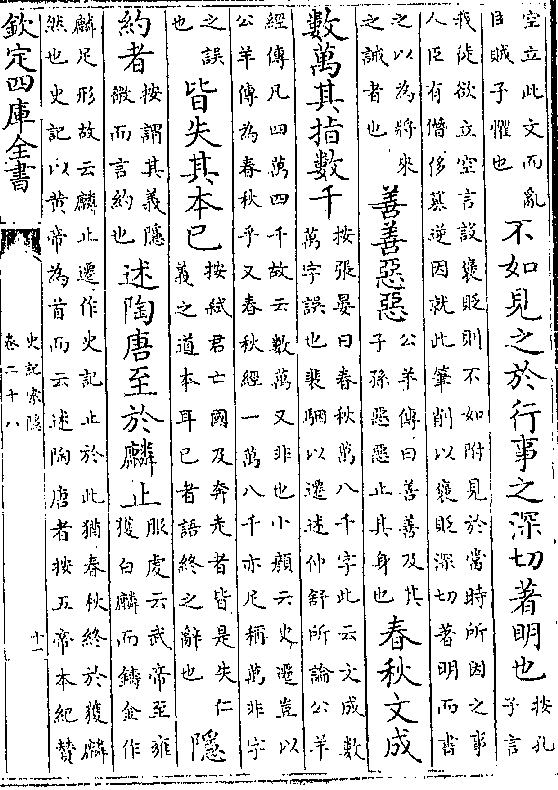 空立此文而亂
臣賊子懼也
不如見之於行事之深切著明也
按孔
子言
我徒欲立空言設褒貶則不如附見於當時所因之事
人臣有僭侈簒逆因就此筆削以褒貶深切著明而書
之以為將來
之誡者也
善善惡惡
公羊傳曰善善及其
子孫惡惡止其身也
春秋文成
數萬其指數千
按張晏曰春秋萬八千字此云文成數
萬字誤也裴駰以遷述仲舒所論公羊
經傳凡四萬四千故云數萬又非也小顔云史遷豈以
公羊傳為春秋乎又春秋經一萬八千亦足稱萬非字
之誤
也
皆失其本已
按弑君亡國及奔走者皆是失仁
義之道本耳已者語終之辭也
隱
約者
按謂其義隱
微而言約也
述陶唐至於麟止
服虔云武帝至雍
獲白麟而鑄金作
麟足形故云麟止遷作史記止於此猶春秋終於獲麟
然也史記以黄帝為首而云述陶唐者按五帝本紀贊
欽定四庫全書
史記索隱
卷二十八
十一